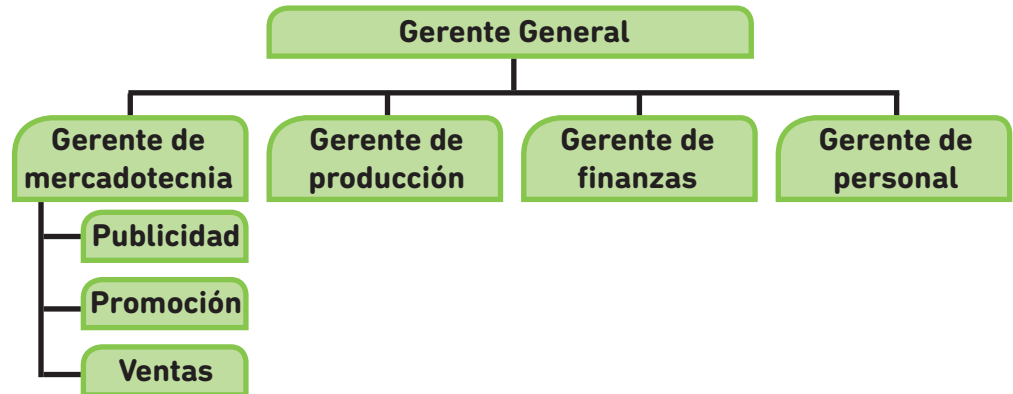 Gerente General
Gerente de
mercadotecnia
Gerente de
producción
Gerente de
finanzas
Gerente de
personal
Publicidad
Promoción
Ventas